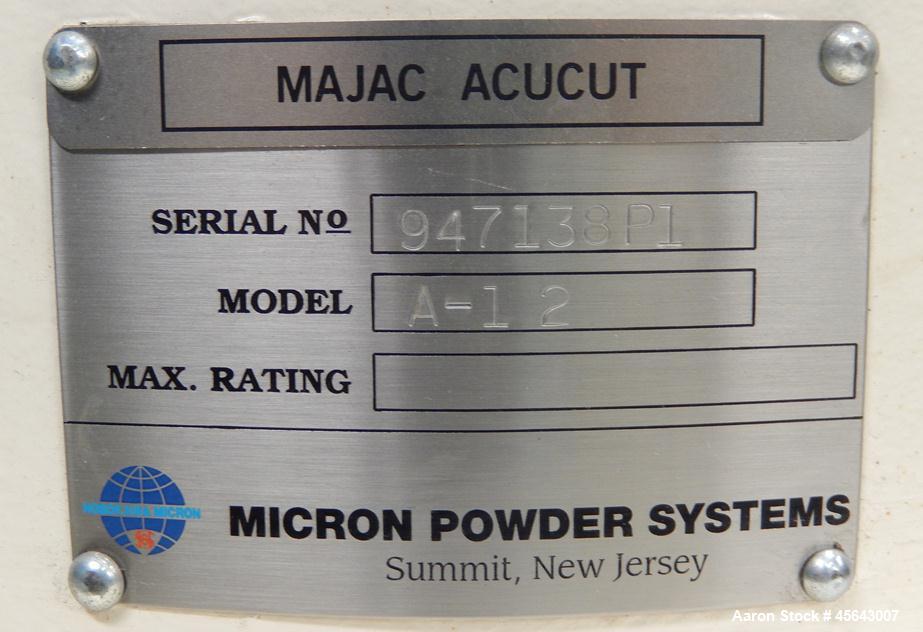 MAJAC ACUCUT
SERIAL No 947138P1
MODEL A-12
MAX. RATING
HOSOKAWA MICRON
MICRON POWDER SYSTEMS
Summit, New Jersey
Aaron Stock # 45643007